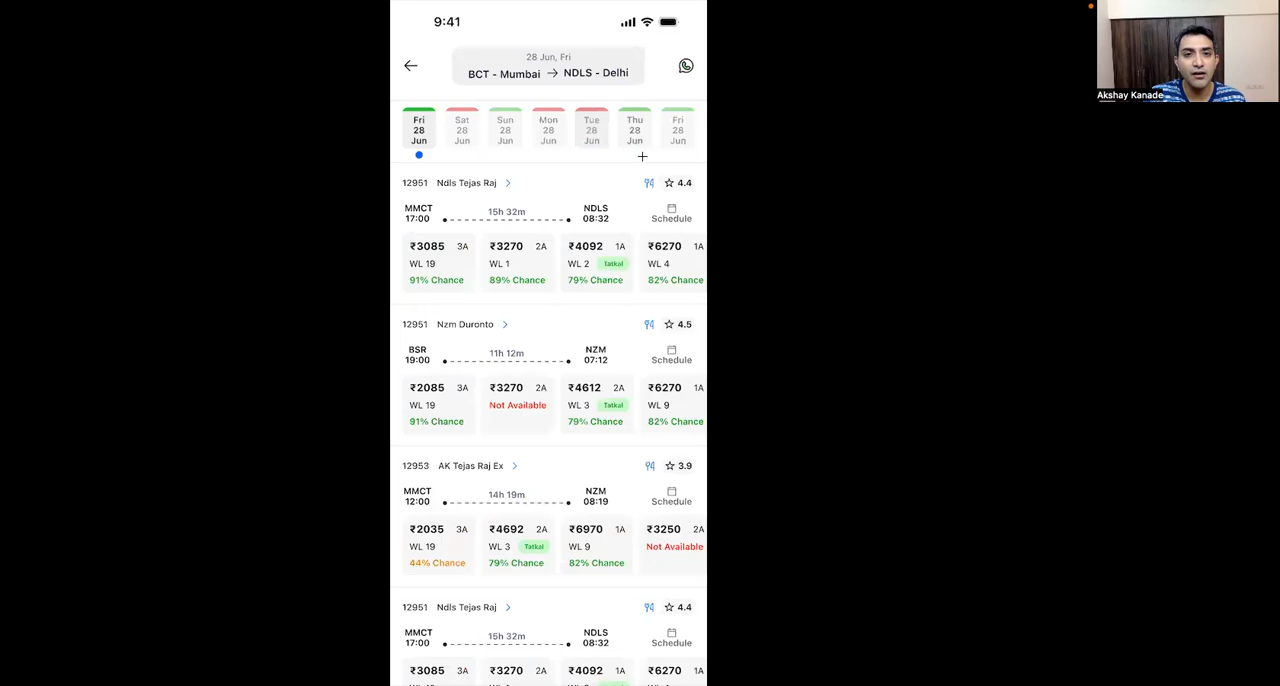 9:41
28 Jun, Fri
BCT - Mumbai → NDLS - Delhi
Akshay Kanade
Fri Sat Sun Mon Tue Thu Fri
28 28 28 28 28 28 28
Jun Jun Jun Jun Jun Jun Jun
12951 Ndls Tejas Raj > 4.4
MMCT 15h 32m NDLS
17:00 08:32 Schedule
₹3085 3A ₹3270 2A ₹4092 1A ₹6270 1A
WL 19 WL 1 WL 2 Tatkal WL 4
91% Chance 89% Chance 79% Chance 82% Chance
12951 Nzm Duronto > 4.5
BSR 11h 12m NZM
19:00 07:12 Schedule
₹2085 3A ₹3270 2A ₹4612 2A ₹6270 1A
WL 19 Not Available WL 3 Tatkal WL 9
91% Chance 79% Chance 82% Chance
12953 AK Tejas Raj Ex > 3.9
MMCT 14h 19m NZM
12:00 08:19 Schedule
₹2035 3A ₹4692 2A ₹6970 1A ₹3250 2A
WL 19 WL 3 Tatkal WL 9 Not Available
44% Chance 79% Chance 82% Chance
12951 Ndls Tejas Raj > 4.4
MMCT 15h 32m NDLS
17:00 08:32 Schedule
₹3085 3A ₹3270 2A ₹4092 1A ₹6270 1A